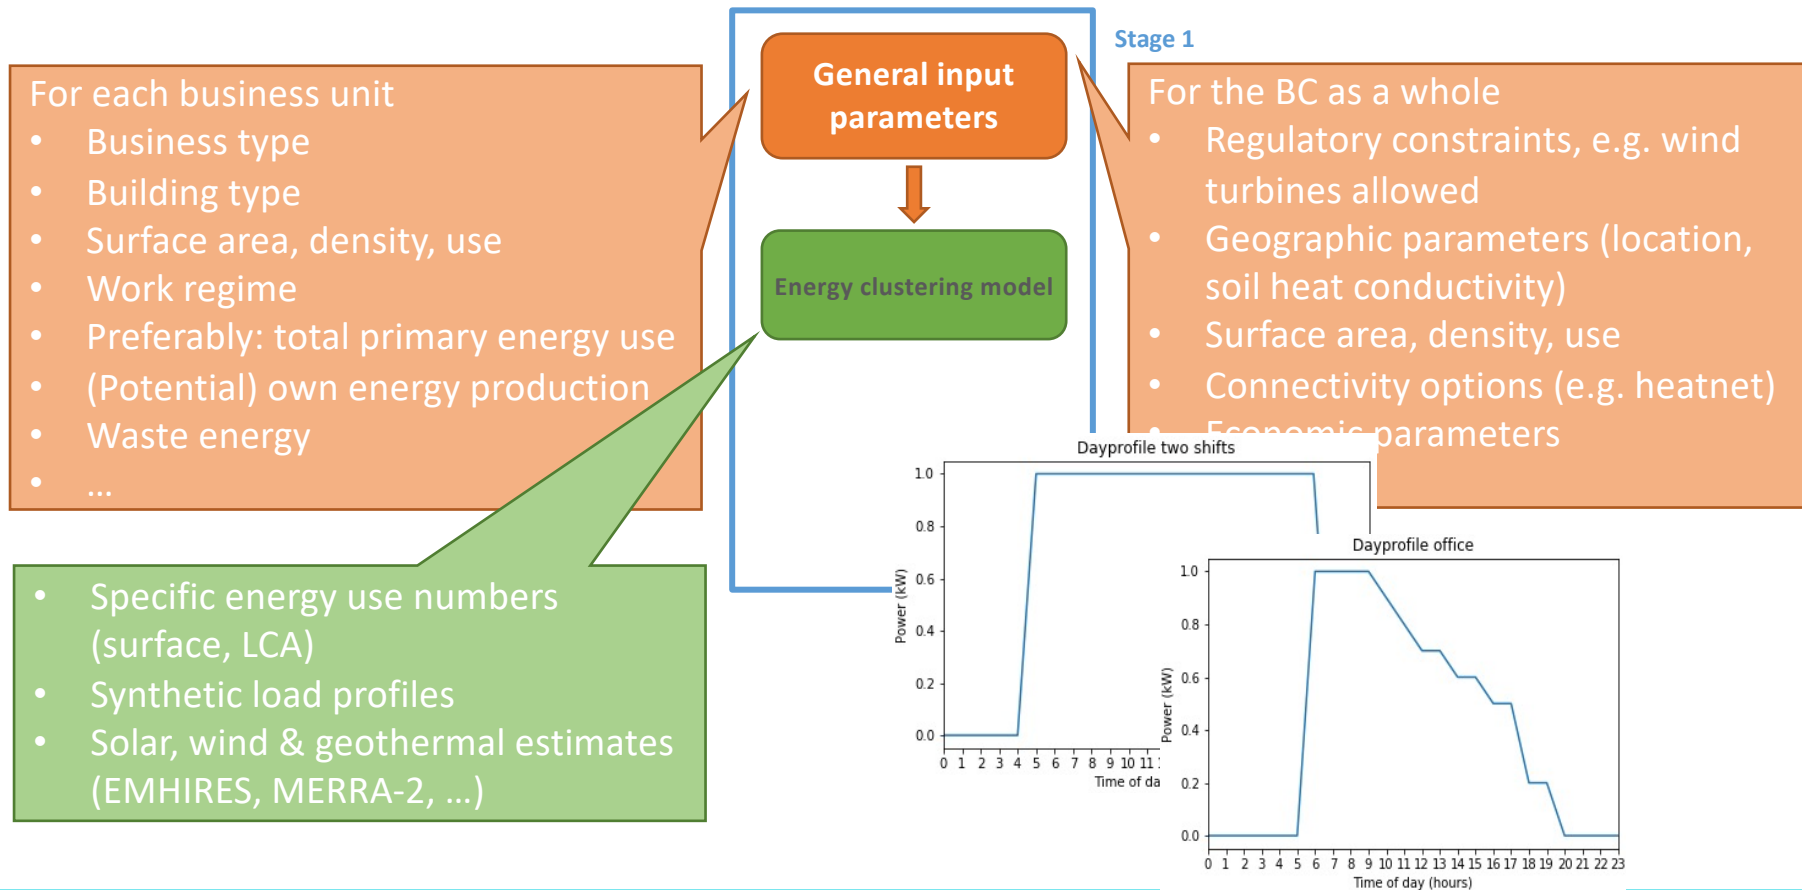 Stage 1
General input
parameters
Energy clustering model
For each business unit
• Business type
• Building type
• Surface area, density, use
• Work regime
• Preferably: total primary energy use
• (Potential) own energy production
• Waste energy
• ...
For the BC as a whole
• Regulatory constraints, e.g. wind
turbines allowed
• Geographic parameters (location,
soil heat conductivity)
• Surface area, density, use
• Connectivity options (e.g. heatnet)
• Economic parameters
• Specific energy use numbers
(surface, LCA)
• Synthetic load profiles
• Solar, wind & geothermal estimates
(EMHIRES, MERRA-2, ...)
Dayprofile two shifts
Power (kW)
1.0
0.8
0.6
0.4
0.2
0.0
0 1 2 3 4 5 6 7 8 9 10 11
Time of da
Dayprofile office
Power (kW)
1.0
0.8
0.6
0.4
0.2
0.0
0 1 2 3 4 5 6 7 8 9 10 11 12 13 14 15 16 17 18 19 20 21 22 23
Time of day (hours)